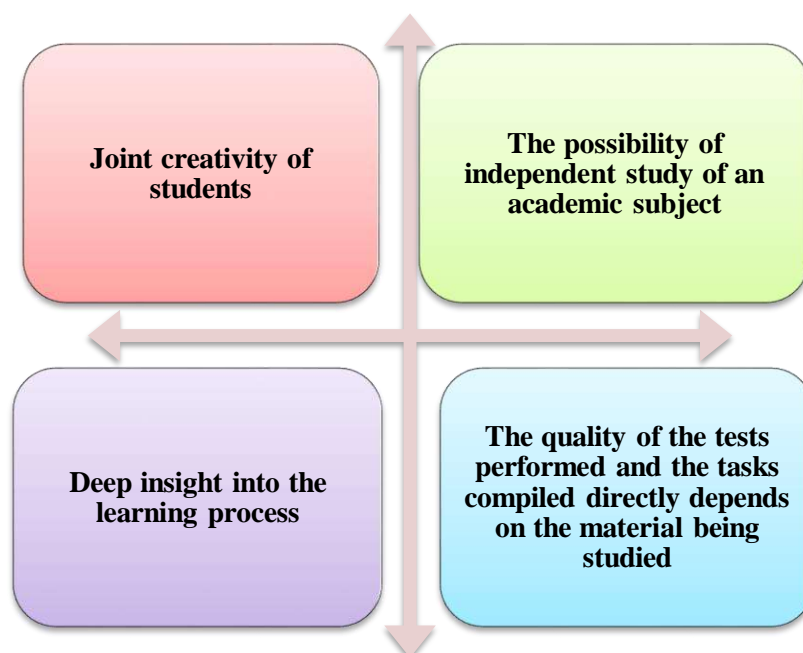 Joint creativity of
students
The possibility of
independent study of an
academic subject
Deep insight into the
learning process
The quality of the tests
performed and the tasks
compiled directly depends
on the material being
studied